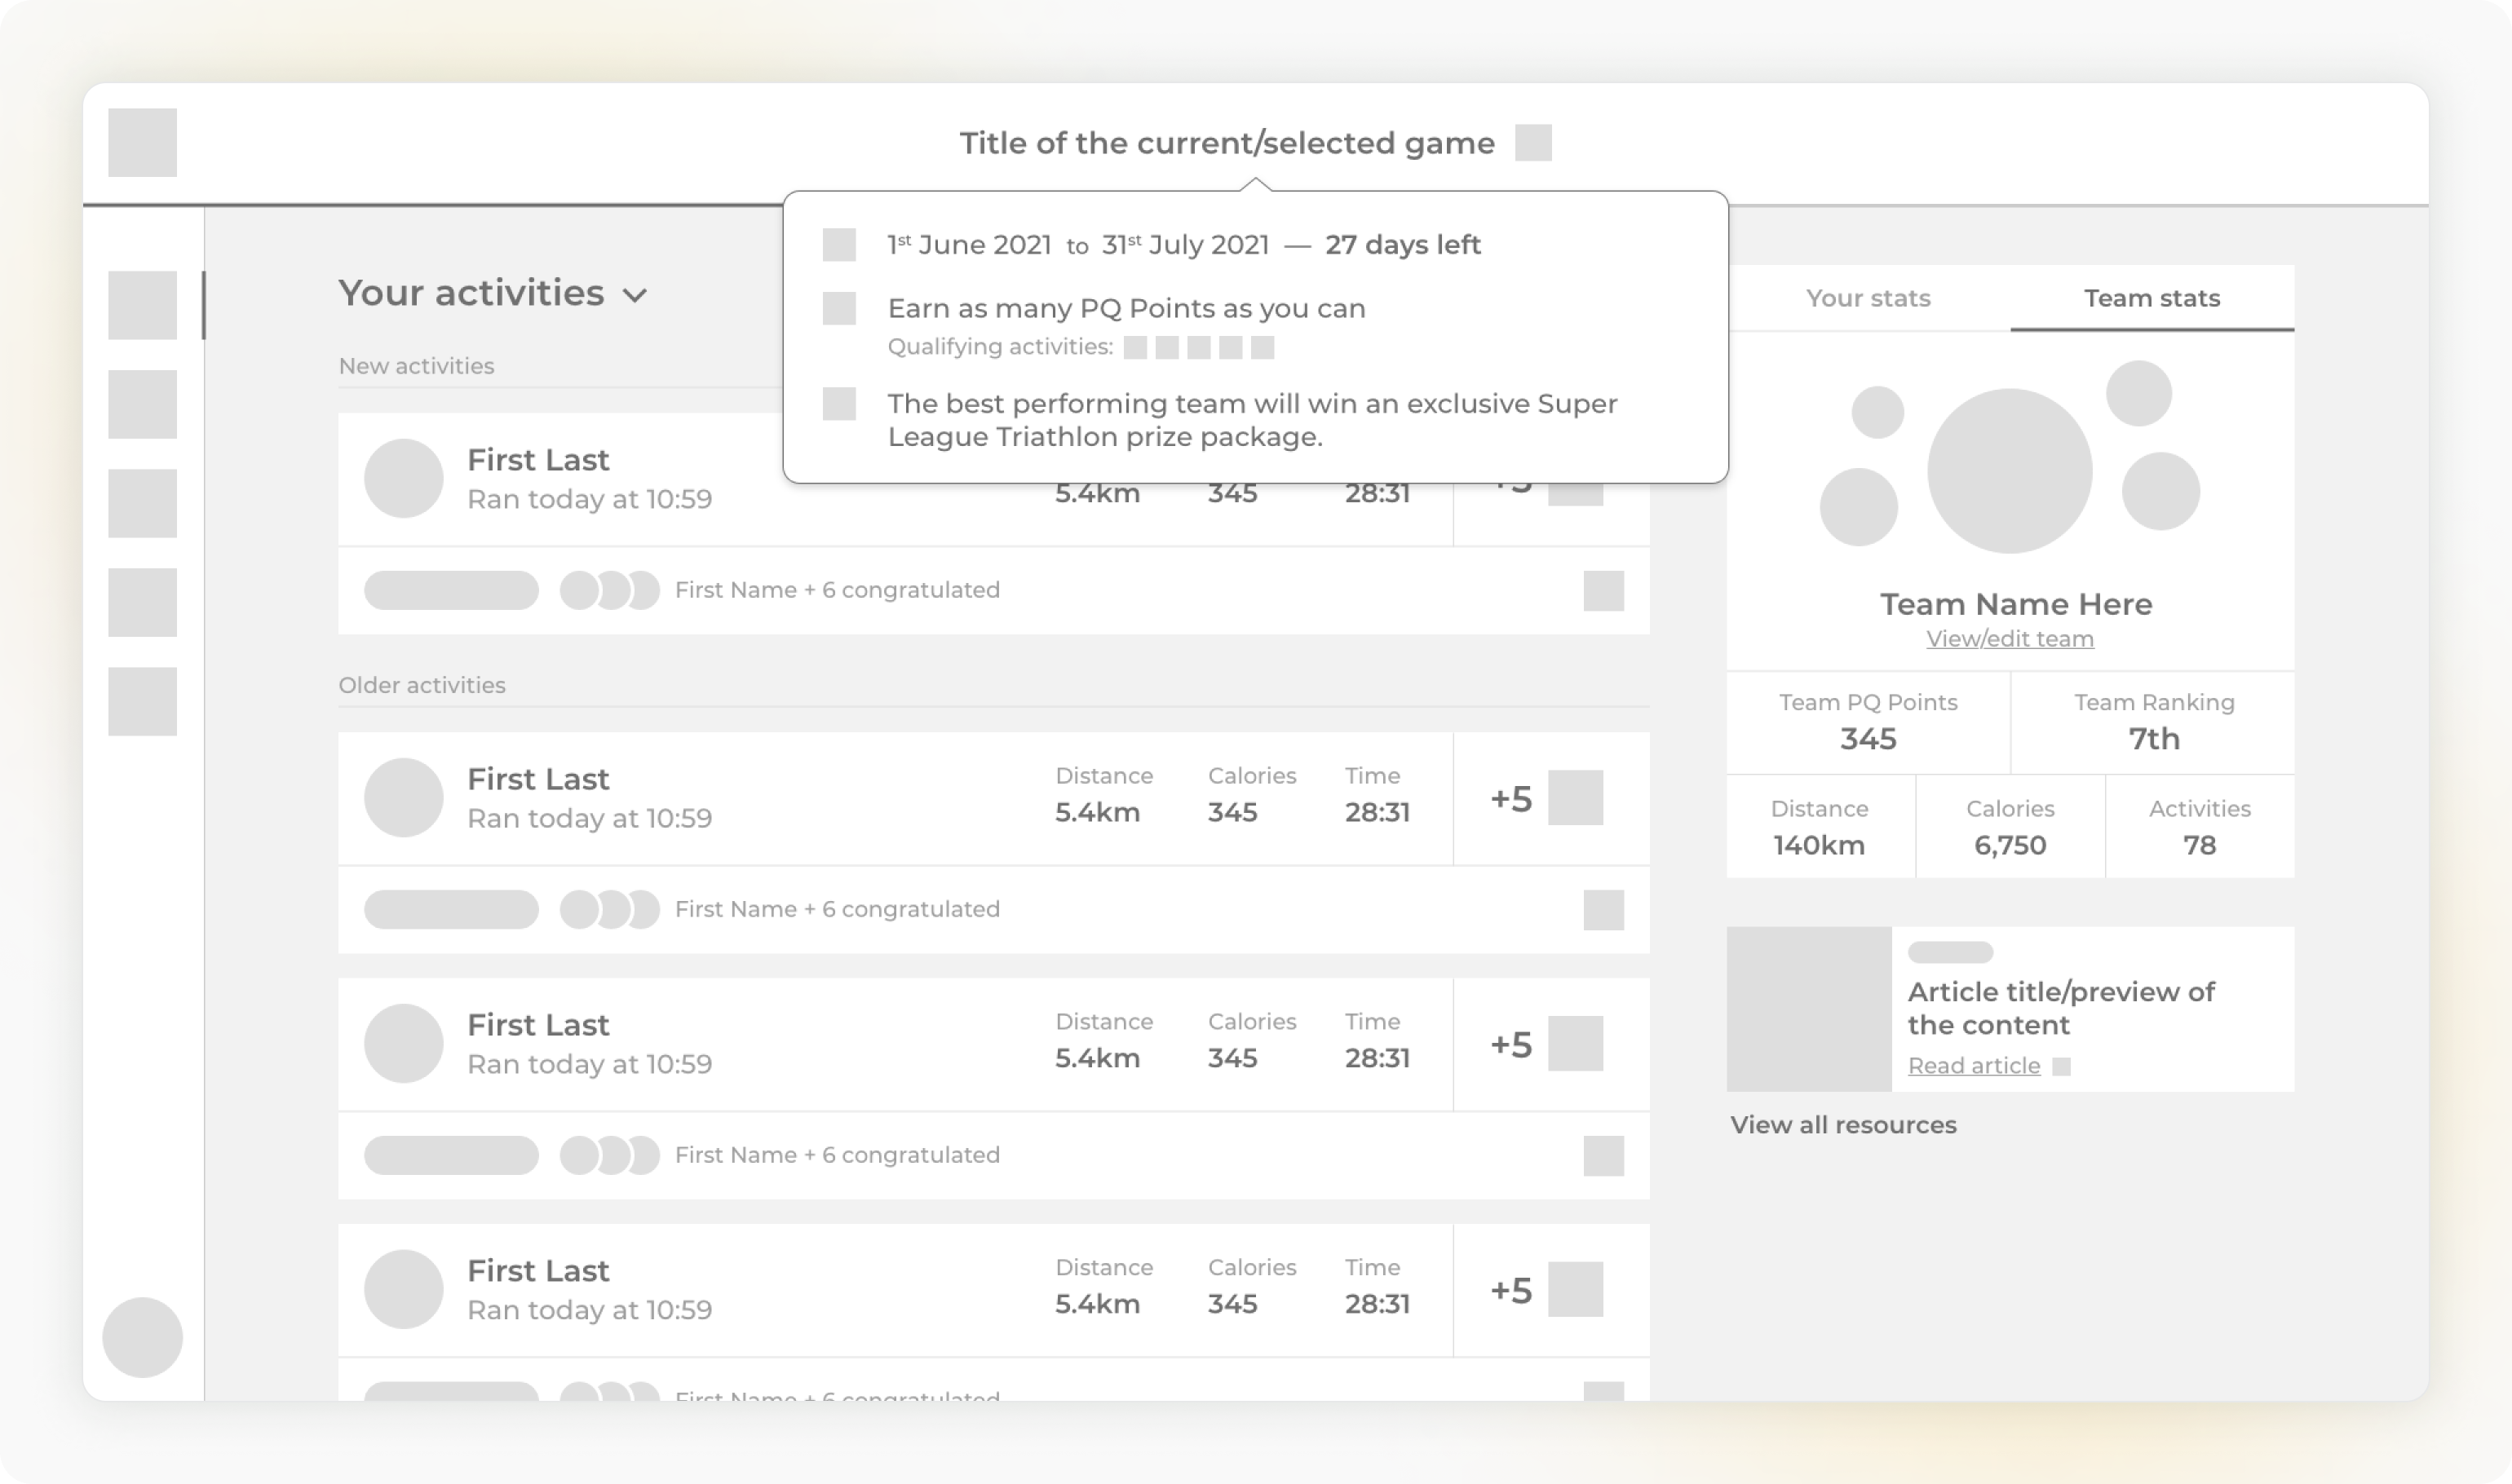 Title of the current/selected game
1st June 2021 to 31st July 2021 — 27 days left
Earn as many PQ Points as you can
Qualifying activities:
The best performing team will win an exclusive Super
League Triathlon prize package.
Your activities
New activities
First Last
Ran today at 10:59
5.4km
345
28:31
+5
First Name + 6 congratulated
Older activities
First Last
Ran today at 10:59
Distance
5.4km
Calories
345
Time
28:31
+5
First Name + 6 congratulated
First Last
Ran today at 10:59
Distance
5.4km
Calories
345
Time
28:31
+5
First Name + 6 congratulated
First Last
Ran today at 10:59
Distance
5.4km
Calories
345
Time
28:31
+5
First Name + 6 congratulated
Your stats
Team stats
Team Name Here
View/edit team
Team PQ Points
345
Team Ranking
7th
Distance
140km
Calories
6,750
Activities
78
Article title/preview of
the content
Read article
View all resources